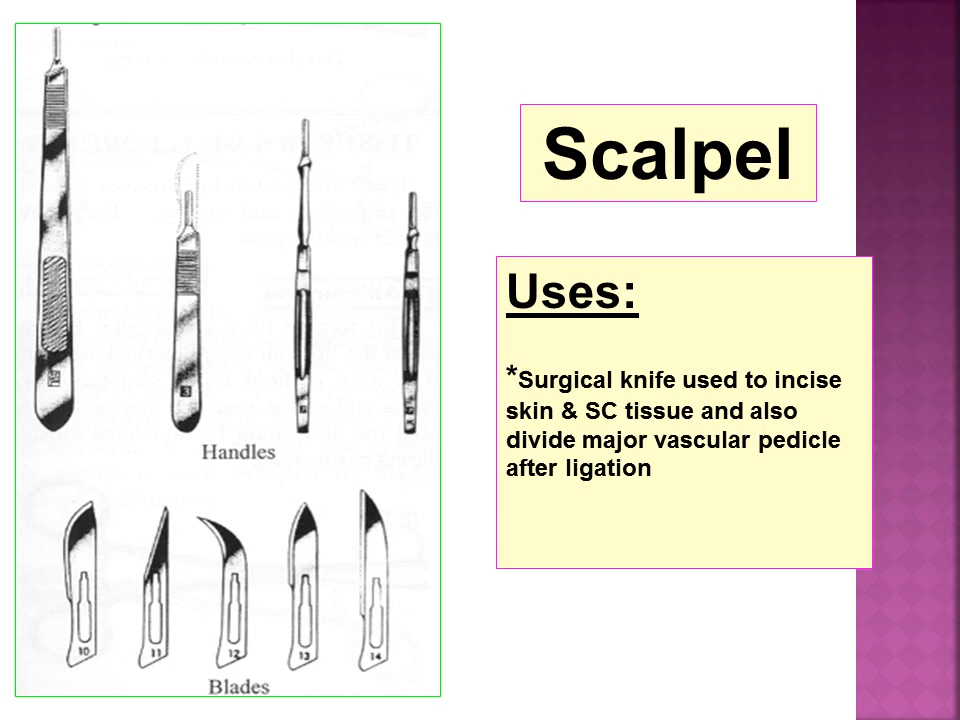 Scalpel
Uses:
*Surgical knife used to incise
skin & SC tissue and also
divide major vascular pedicle
after ligation
Handles
10 11 12 13 14
Blades